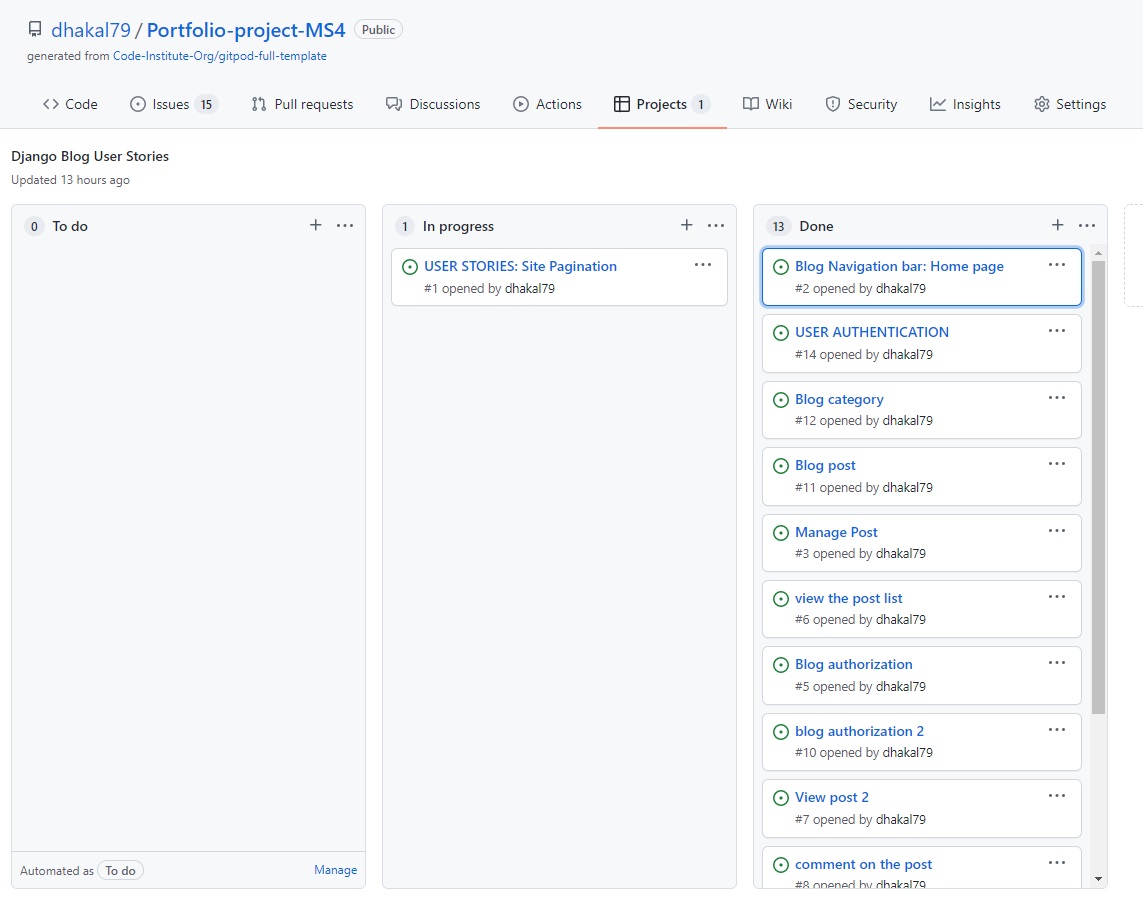 dhakal79 / Portfolio-project-MS4 Public
generated from Code-Institute-Org/gitpod-full-template
Code Issues 15 Pull requests Discussions Actions Projects 1 Wiki Security Insights Settings
Django Blog User Stories
Updated 13 hours ago
0 To do
Automated as To do Manage
1 In progress
USER STORIES: Site Pagination
#1 opened by dhakal79
13 Done
Blog Navigation bar: Home page
#2 opened by dhakal79
USER AUTHENTICATION
#14 opened by dhakal79
Blog category
#12 opened by dhakal79
Blog post
#11 opened by dhakal79
Manage Post
#3 opened by dhakal79
view the post list
#6 opened by dhakal79
Blog authorization
#5 opened by dhakal79
blog authorization 2
#10 opened by dhakal79
View post 2
#7 opened by dhakal79
comment on the post
#8 opened by dhakal79